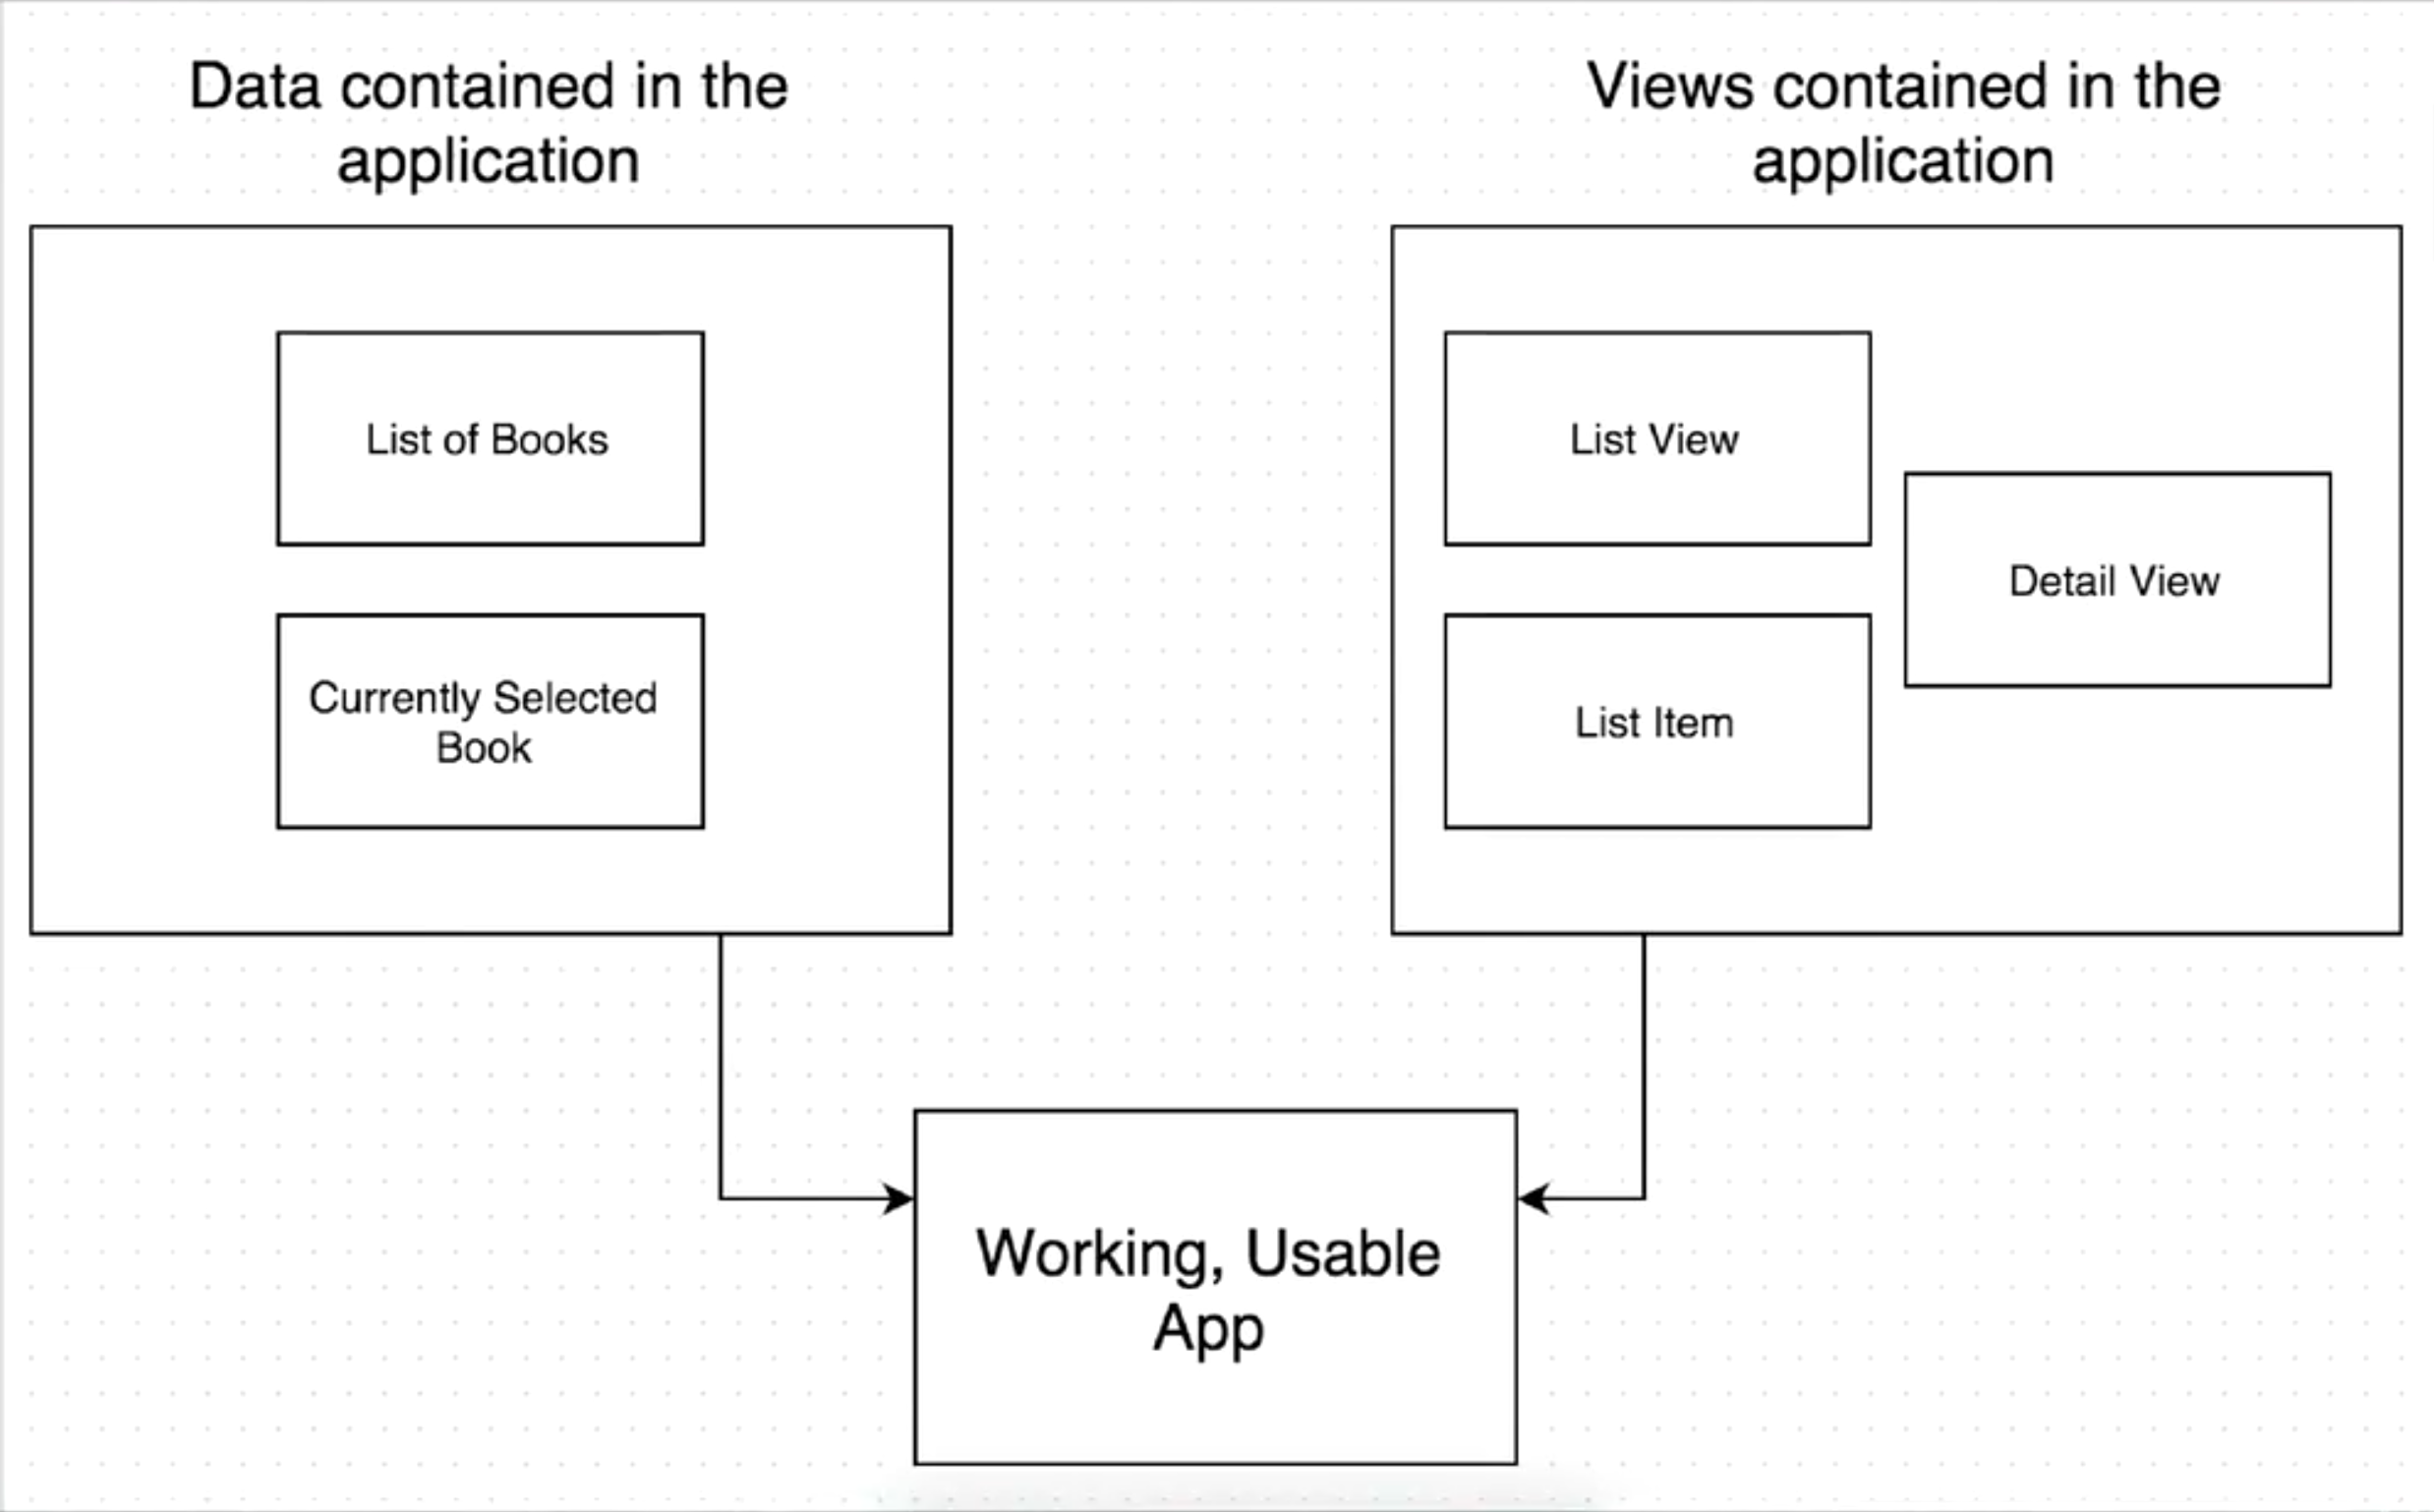 Data contained in the
application
Views contained in the
application
List of Books
Currently Selected
Book
List View
Detail View
List Item
Working, Usable
App